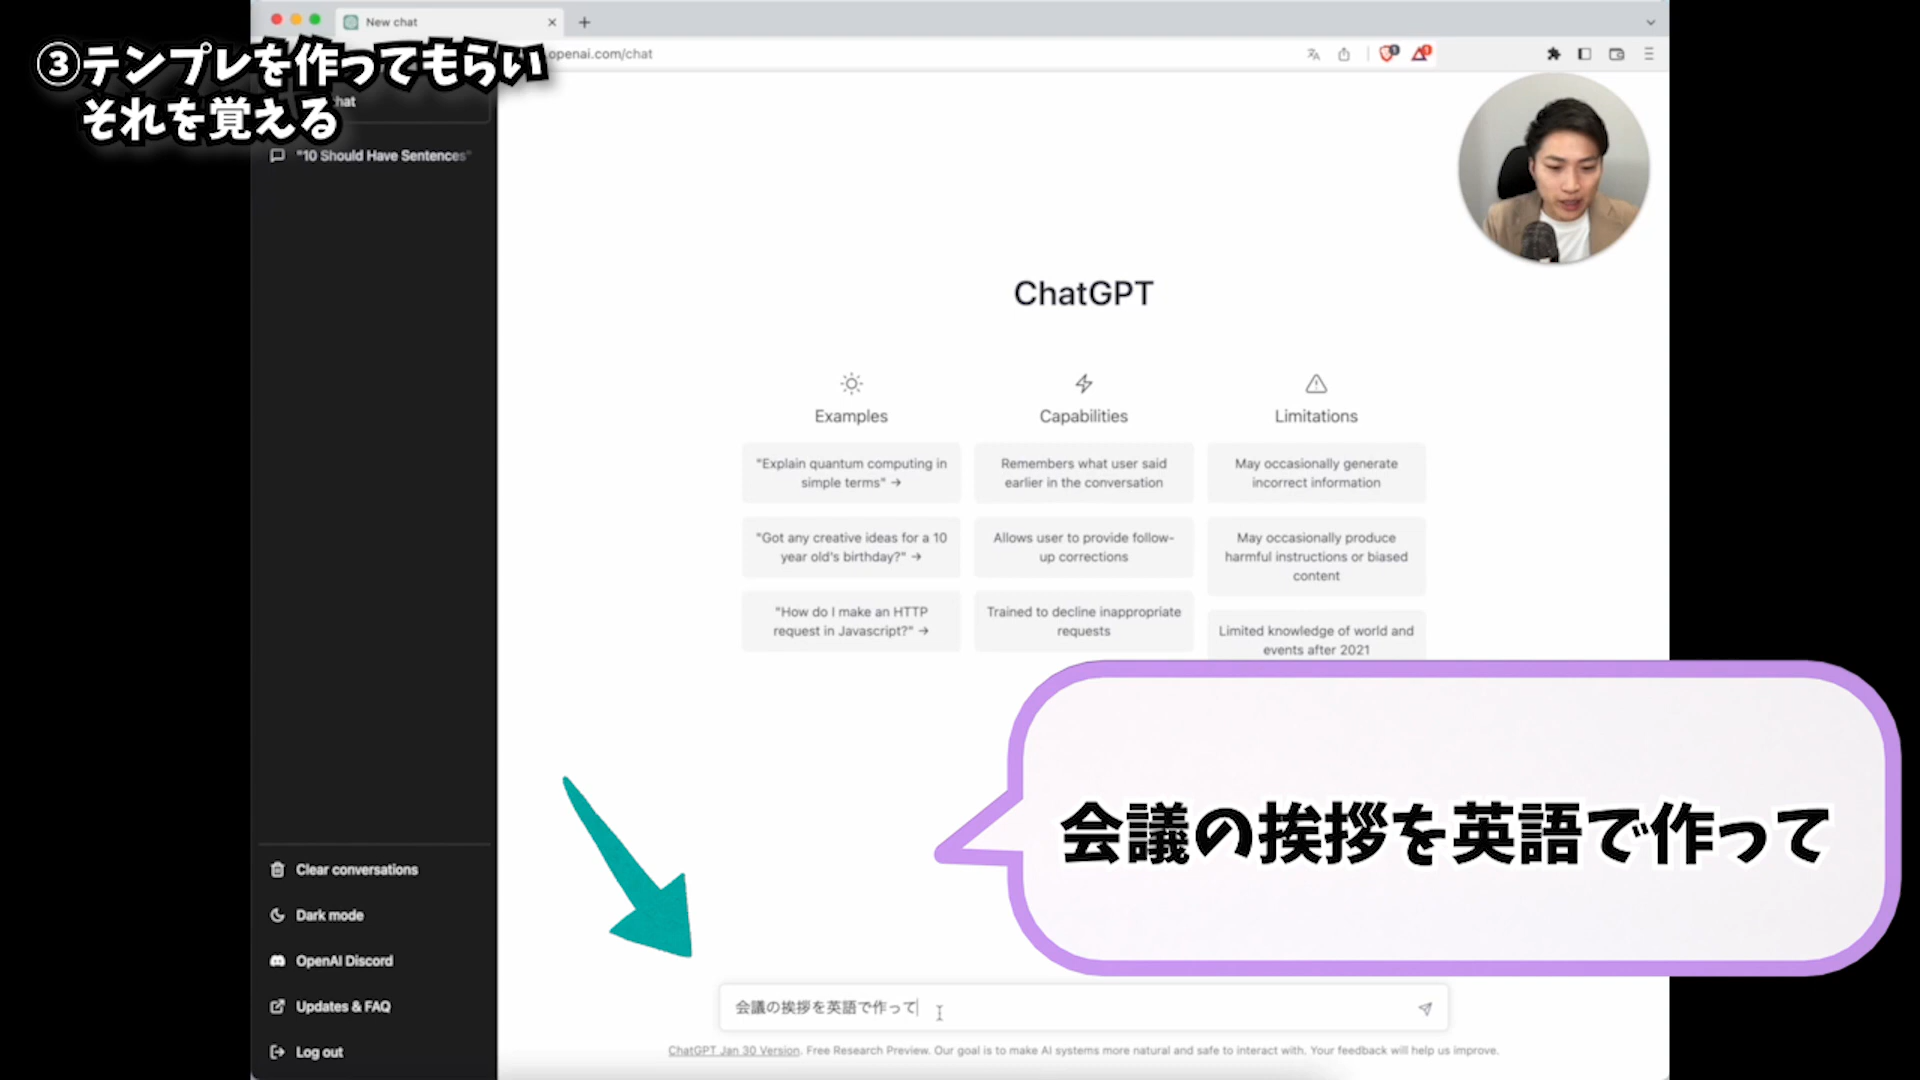 New chat
③テンプレを作ってもらい
それを覚える
openai.com/chat
chat
"10 Should Have Sentences"
ChatGPT
Examples
Capabilities
Limitations
"Explain quantum computing in
simple terms" →
Remembers what user said
earlier in the conversation
May occasionally generate
incorrect information
"Got any creative ideas for a 10
year old's birthday?" →
Allows user to provide follow-
up corrections
May occasionally produce
harmful instructions or biased
content
"How do I make an HTTP
request in Javascript?" →
Trained to decline inappropriate
requests
Limited knowledge of world and
events after 2021
会議の挨拶を英語で作って
Clear conversations
Dark mode
OpenAI Discord
Updates & FAQ
Log out
会議の挨拶を英語で作って
ChatGPT Jan 30 Version. Free Research Preview. Our goal is to make AI systems more natural and safe to interact with. Your feedback will help us improve.